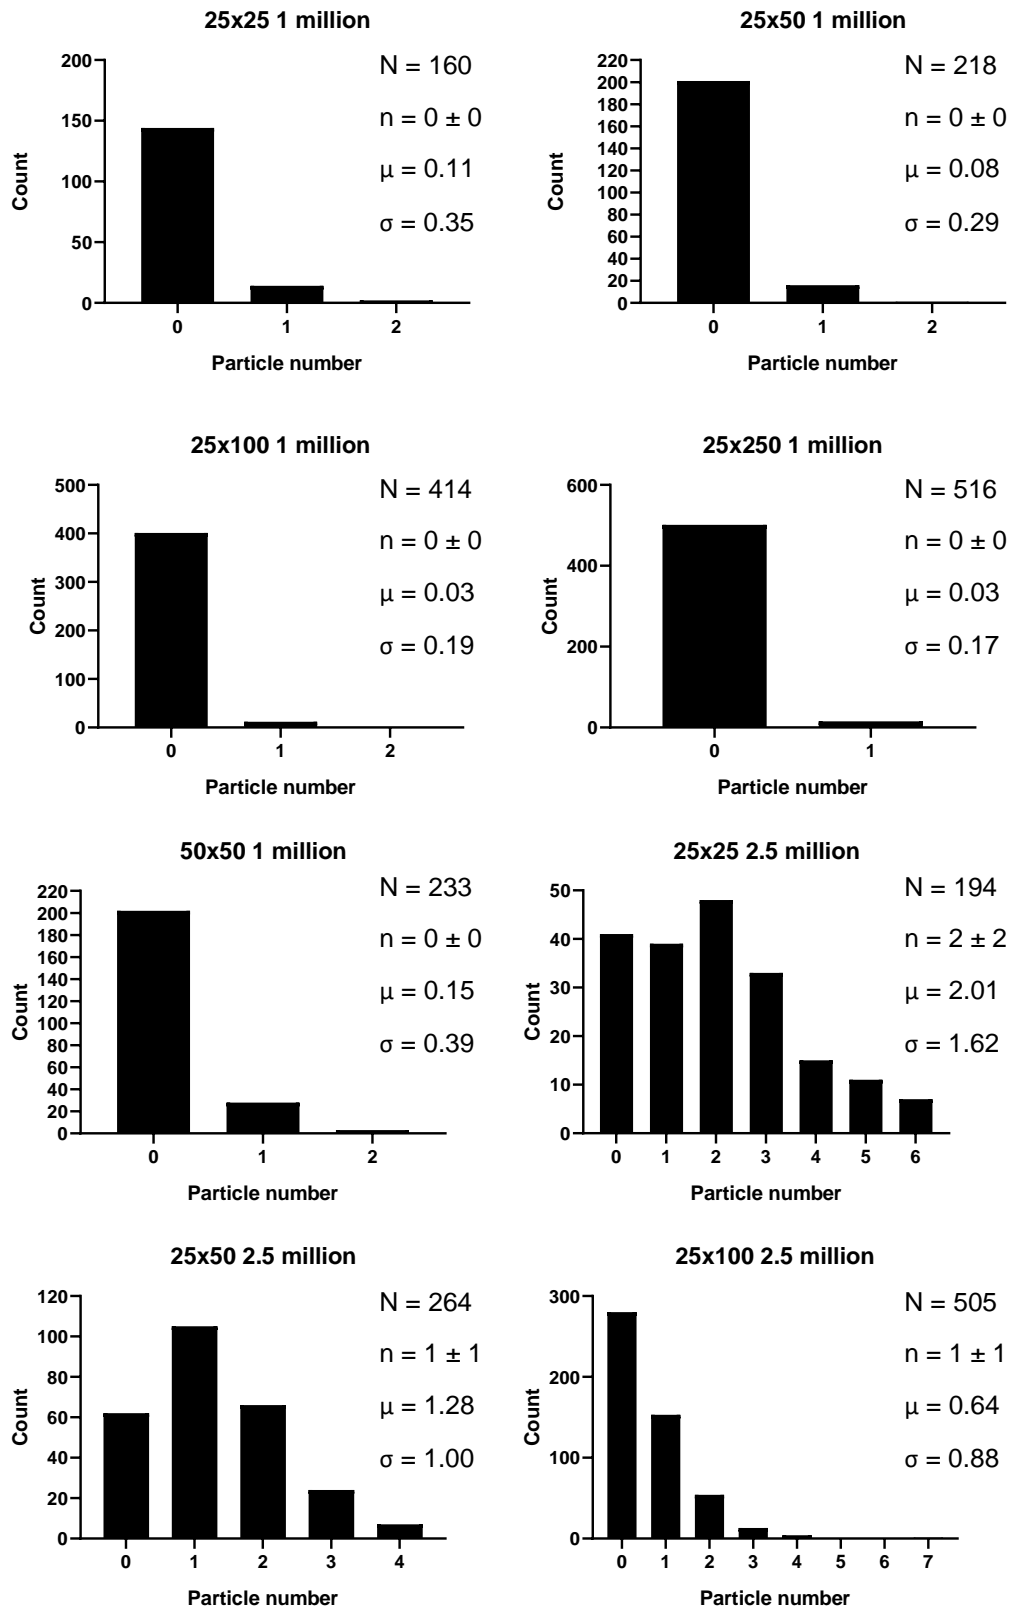 25x25 1 million
N = 160
n = 0 ± 0
μ = 0.11
σ = 0.35
200
150
100
50
0
Count
0 1 2
Particle number
25x50 1 million
N = 218
n = 0 ± 0
μ = 0.08
σ = 0.29
220
200
180
160
140
120
100
80
60
40
20
0
Count
0 1 2
Particle number
25x100 1 million
N = 414
n = 0 ± 0
μ = 0.03
σ = 0.19
500
400
300
200
100
0
Count
0 1 2
Particle number
25x250 1 million
N = 516
n = 0 ± 0
μ = 0.03
σ = 0.17
600
400
200
0
Count
0 1
Particle number
50x50 1 million
N = 233
n = 0 ± 0
μ = 0.15
σ = 0.39
220
200
180
160
140
120
100
80
60
40
20
0
Count
0 1 2
Particle number
25x25 2.5 million
N = 194
n = 2 ± 2
μ = 2.01
σ = 1.62
50
40
30
20
10
0
Count
0 1 2 3 4 5 6
Particle number
25x50 2.5 million
N = 264
n = 1 ± 1
μ = 1.28
σ = 1.00
120
100
80
60
40
20
0
Count
0 1 2 3 4
Particle number
25x100 2.5 million
N = 505
n = 1 ± 1
μ = 0.64
σ = 0.88
300
200
100
0
Count
0 1 2 3 4 5 6 7
Particle number